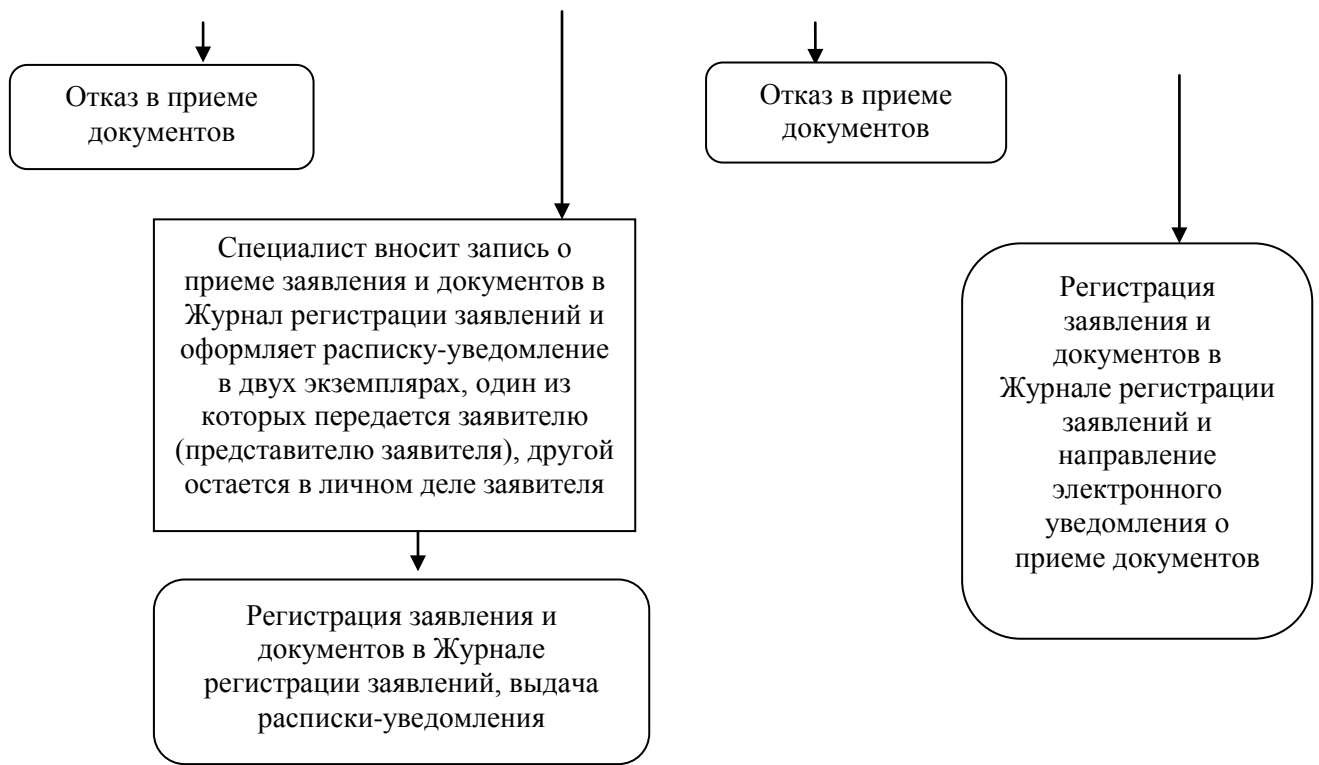 Отказ в приеме
документов
Отказ в приеме
документов
Специалист вносит запись о
приеме заявления и документов в
Журнал регистрации заявлений и
оформляет расписку-уведомление
в двух экземплярах, один из
которых передается заявителю
(представителю заявителя), другой
остается в личном деле заявителя
Регистрация
заявления и
документов в
Журнале регистрации
заявлений и
направление
электронного
уведомления о
приеме документов
Регистрация заявления и
документов в Журнале
регистрации заявлений, выдача
расписки-уведомления